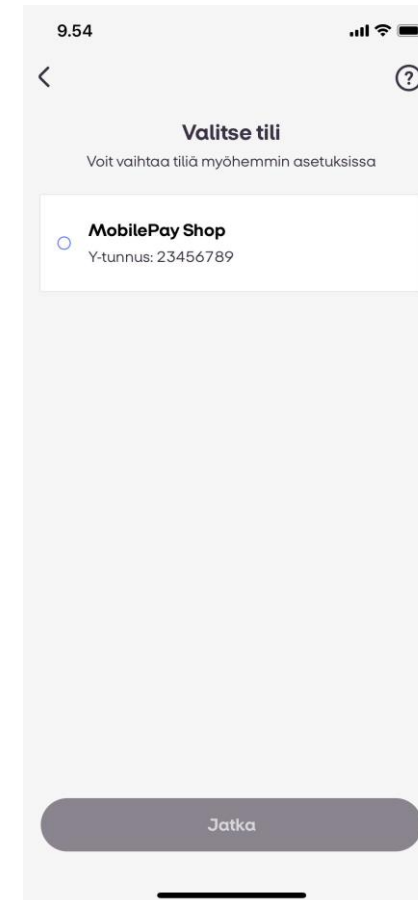 9.54
?
Valitse tili
Voit vaihtaa tiliä myöhemmin asetuksissa
MobilePay Shop
Y-tunnus: 23456789
Jatka